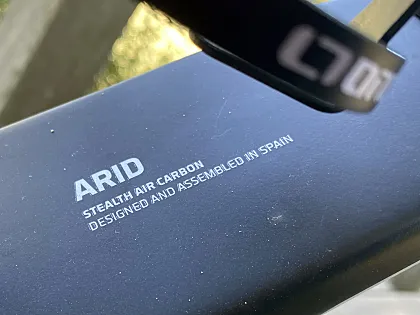 ARID
STEALTH AIR CARBON
DESIGNED AND ASSEMBLED IN SPAIN